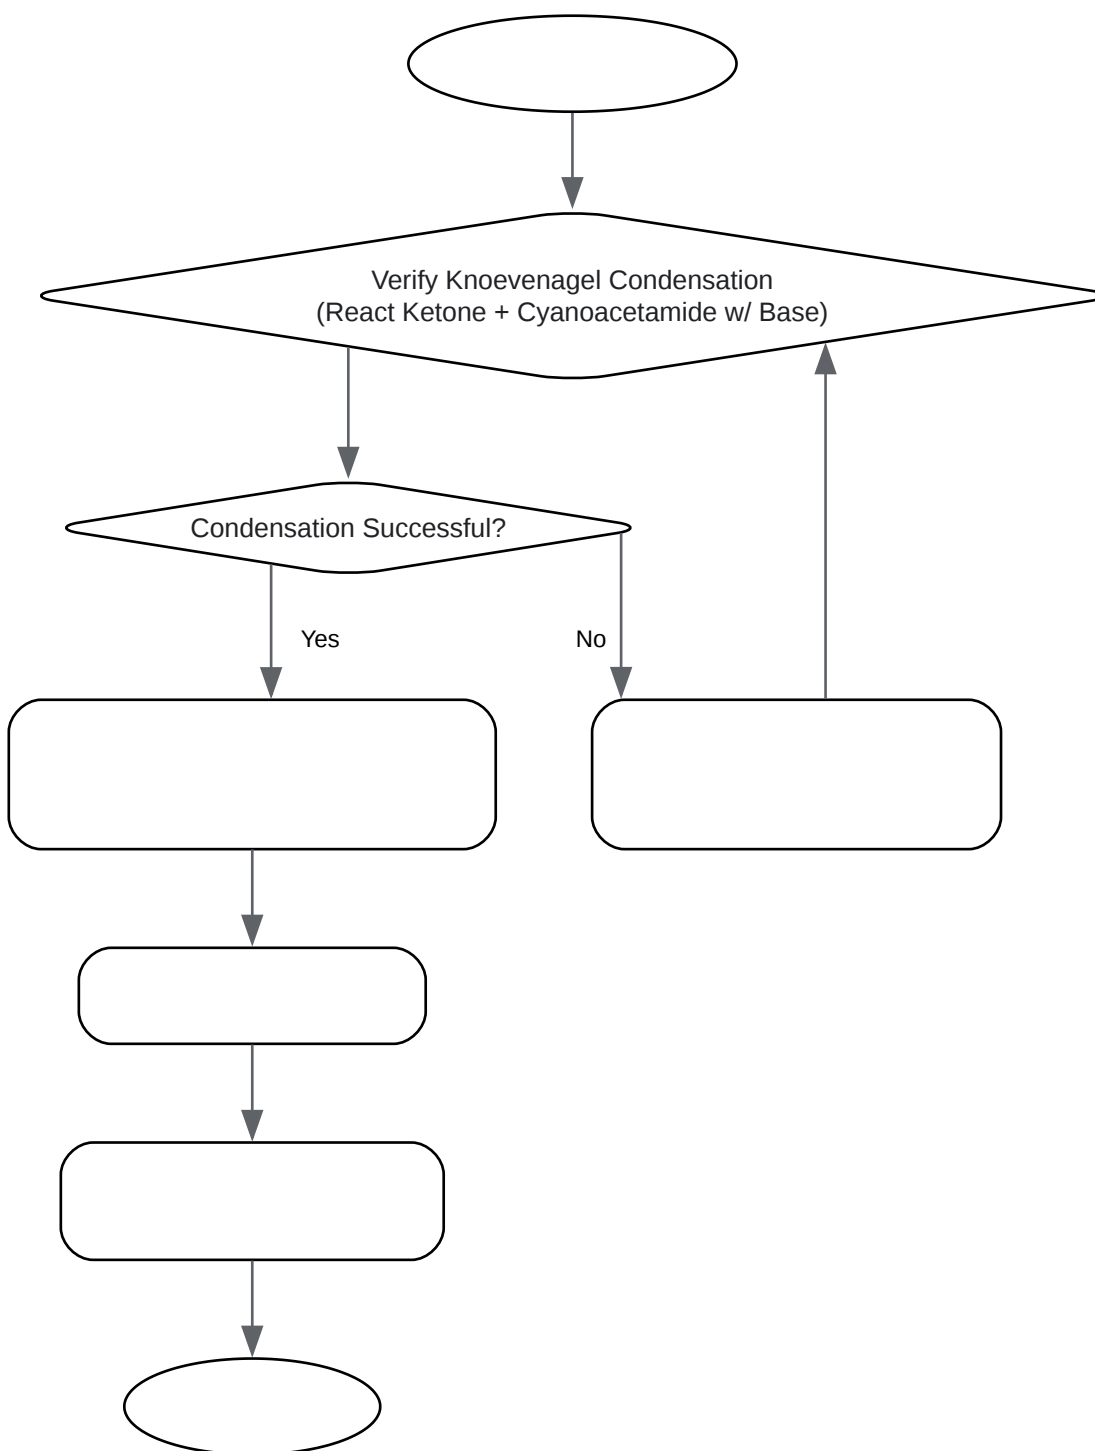 Verify Knoevenagel Condensation
(React Ketone + Cyanoacetamide w/ Base)
Condensation Successful?
Yes
No